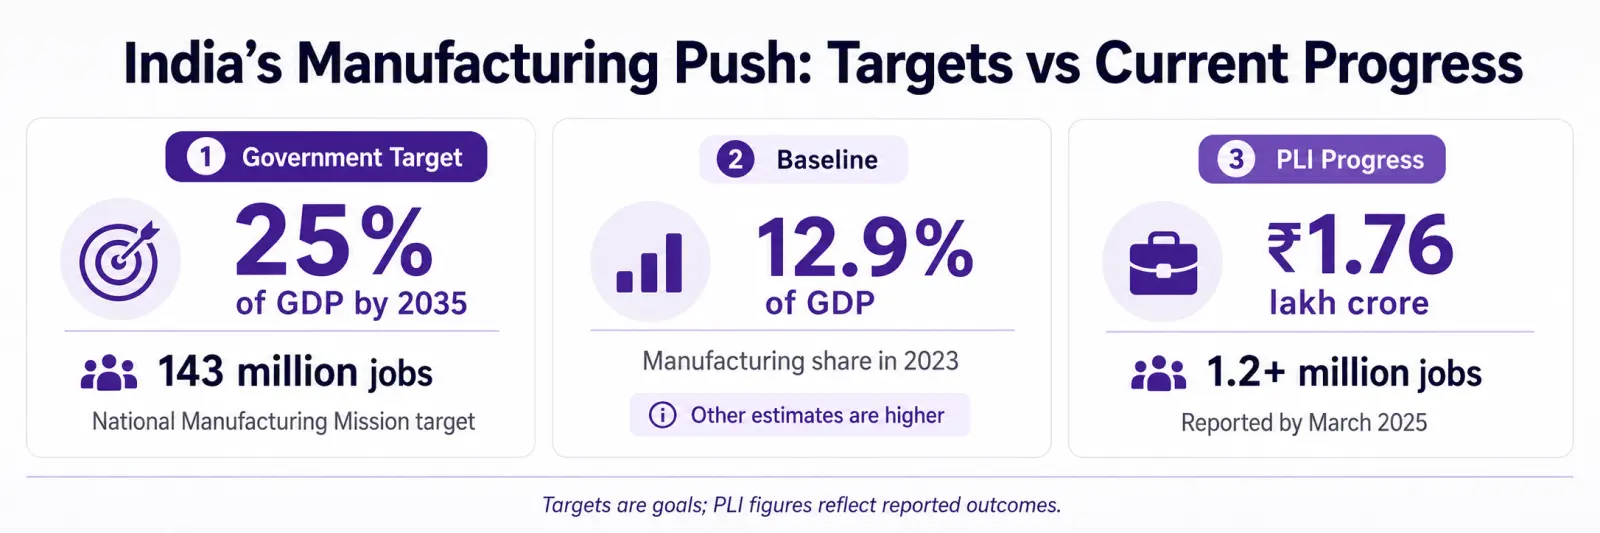 India’s Manufacturing Push: Targets vs Current Progress
1 Government Target
25%
of GDP by 2035
143 million jobs
National Manufacturing Mission target
2 Baseline
12.9%
of GDP
Manufacturing share in 2023
Other estimates are higher
3 PLI Progress
₹1.76
lakh crore
1.2+ million jobs
Reported by March 2025
Targets are goals; PLI figures reflect reported outcomes.